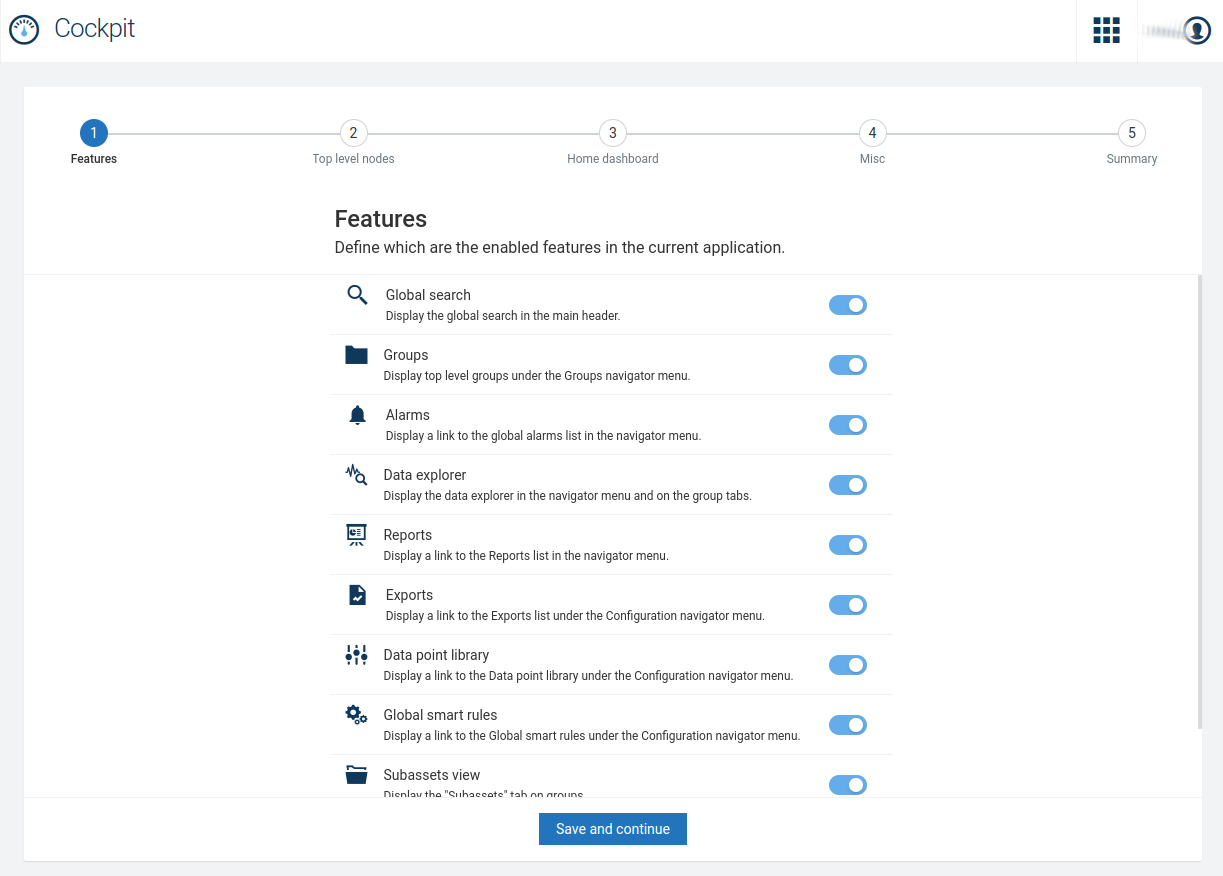 Cockpit
1
2
3
4
5
Features
Top level nodes
Home dashboard
Misc
Summary
Features
Define which are the enabled features in the current application.
Global search
Display the global search in the main header.
Groups
Display top level groups under the Groups navigator menu.
Alarms
Display a link to the global alarms list in the navigator menu.
Data explorer
Display the data explorer in the navigator menu and on the group tabs.
Reports
Display a link to the Reports list in the navigator menu.
Exports
Display a link to the Exports list under the Configuration navigator menu.
Data point library
Display a link to the Data point library under the Configuration navigator menu.
Global smart rules
Display a link to the Global smart rules under the Configuration navigator menu.
Subassets view
Display the "Subassets" tab on groups
Save and continue